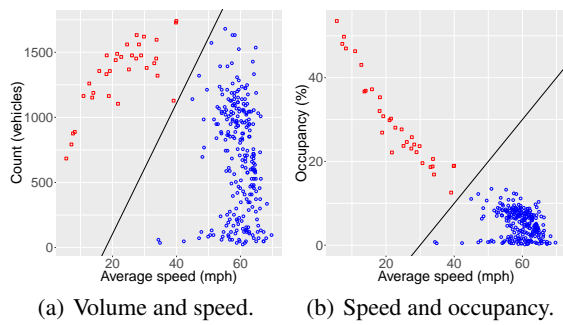 1500
1000
500
0
Count (vehicles)
20 40 60
Average speed (mph)
(a) Volume and speed.
40
20
0
Occupancy (%)
20 40 60
Average speed (mph)
(b) Speed and occupancy.